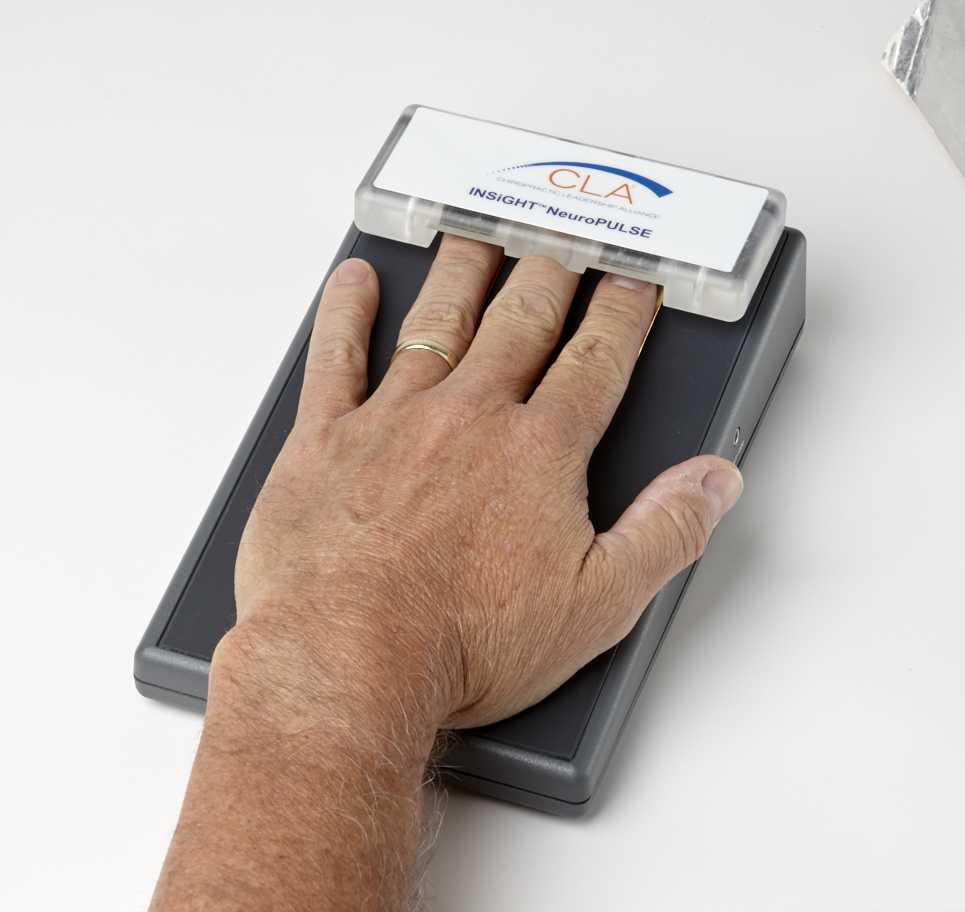 CLA
CHIROPRACTIC LEADERSHIP ALLIANCE
INSiGHT™ NeuroPULSE